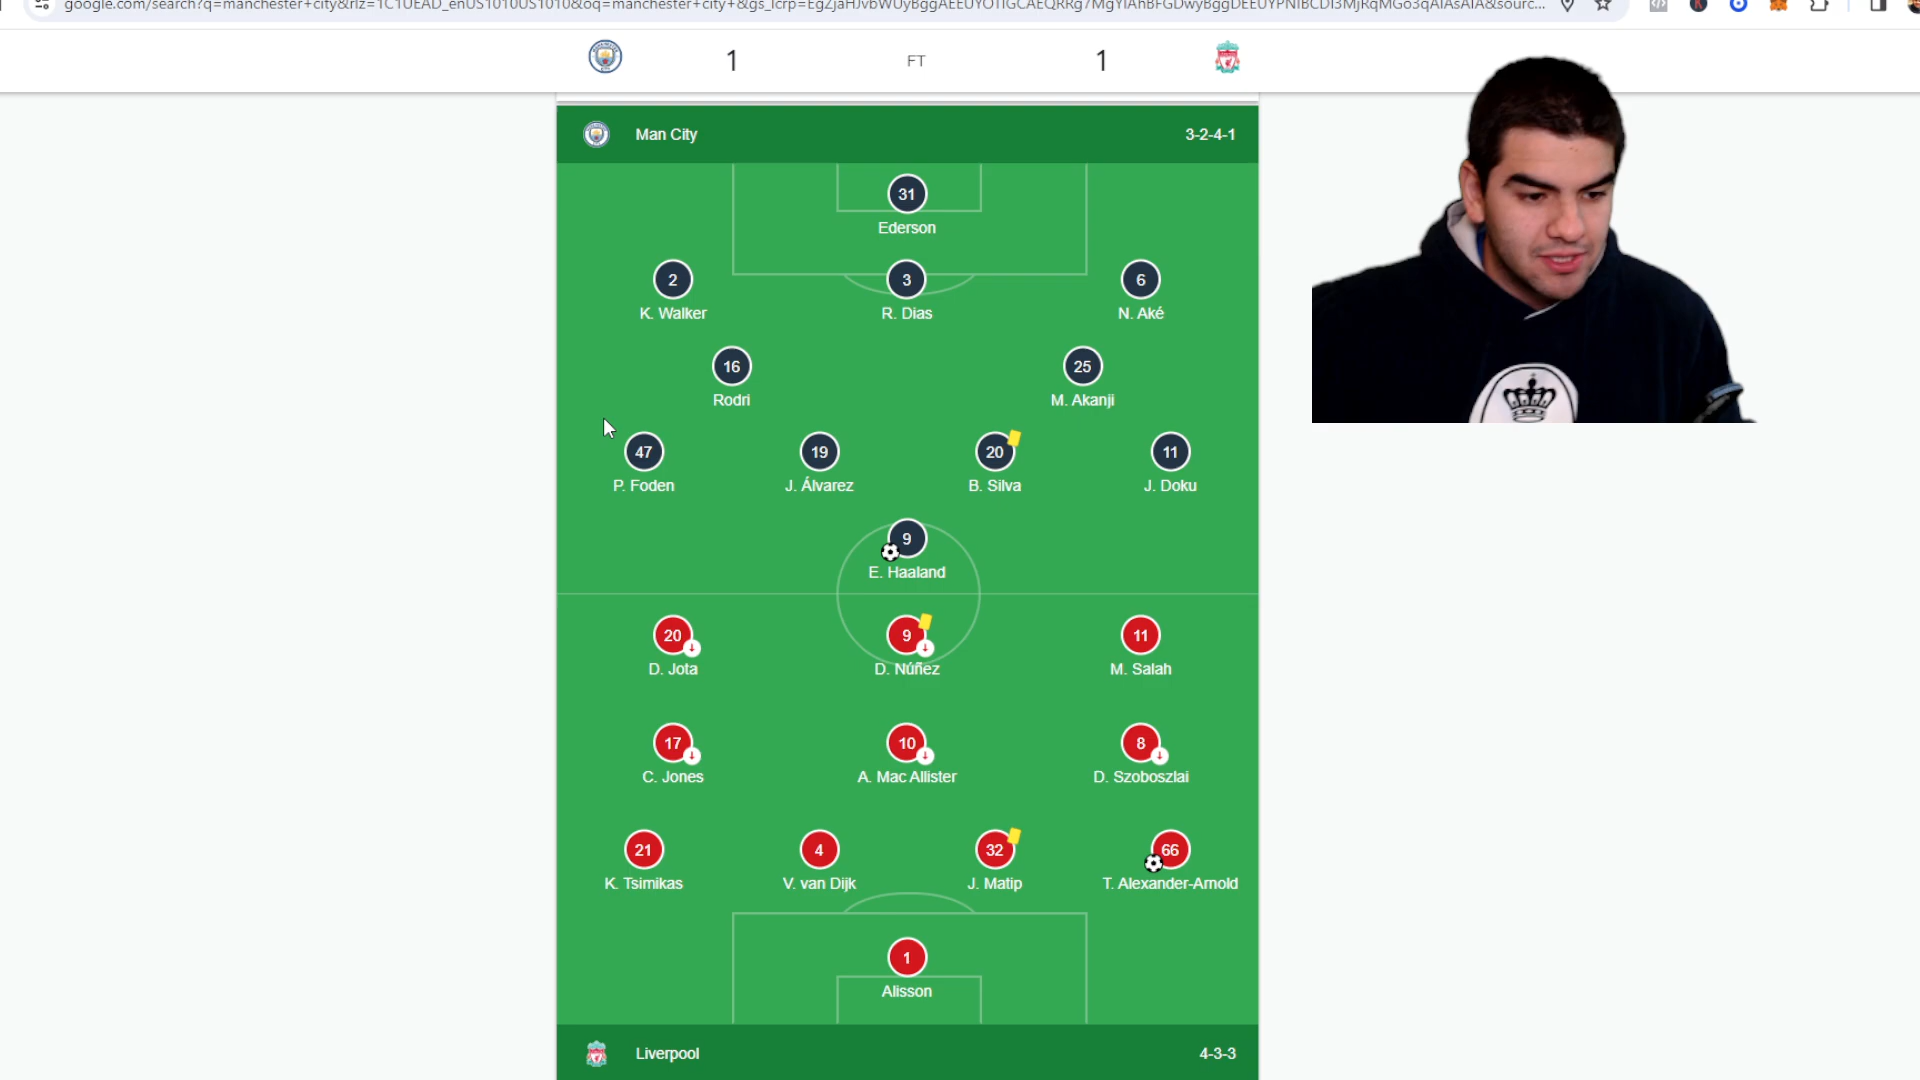 1 FT 1
Man City 3-2-4-1
31
Ederson
2 3 6
K. Walker R. Dias N. Aké
16 25
Rodri M. Akanji
47 19 20 11
P. Foden J. Álvarez B. Silva J. Doku
9
E. Haaland
20 9 11
D. Jota D. Núñez M. Salah
17 10 8
C. Jones A. Mac Allister D. Szoboszlai
21 4 32 66
K. Tsimikas V. van Dijk J. Matip T. Alexander-Arnold
1
Alisson
Liverpool 4-3-3